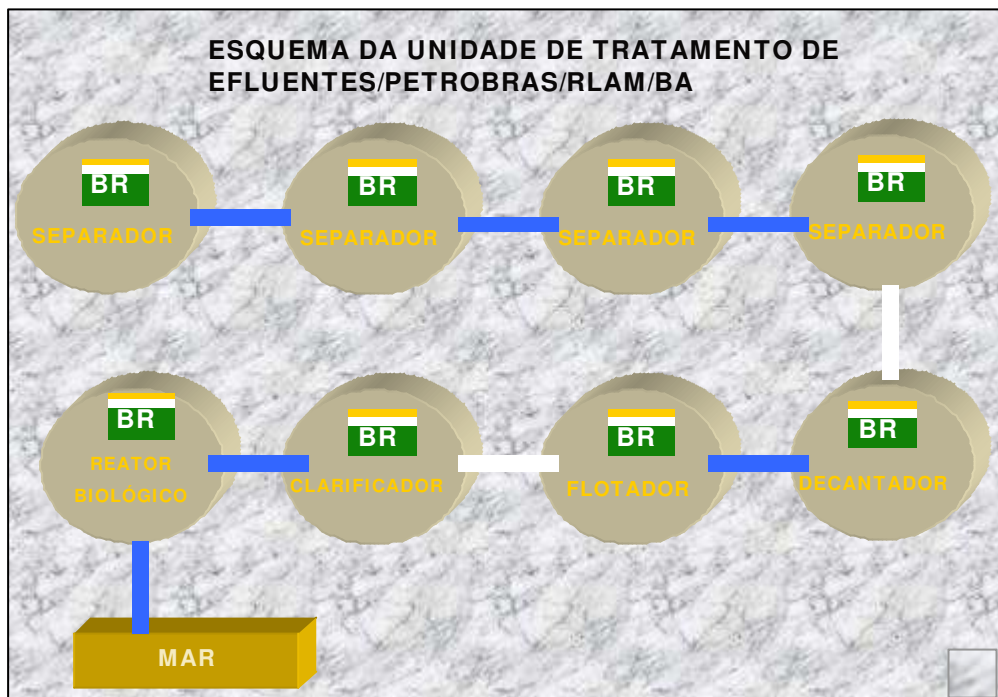 ESQUEMA DA UNIDADE DE TRATAMENTO DE
EFLUENTES/PETROBRAS/RLAM/BA
BR
SEPARADOR
BR
SEPARADOR
BR
SEPARADOR
BR
SEPARADOR
BR
REATOR
BIOLÓGICO
BR
CLARIFICADOR
BR
FLOTADOR
BR
DECANTADOR
MAR